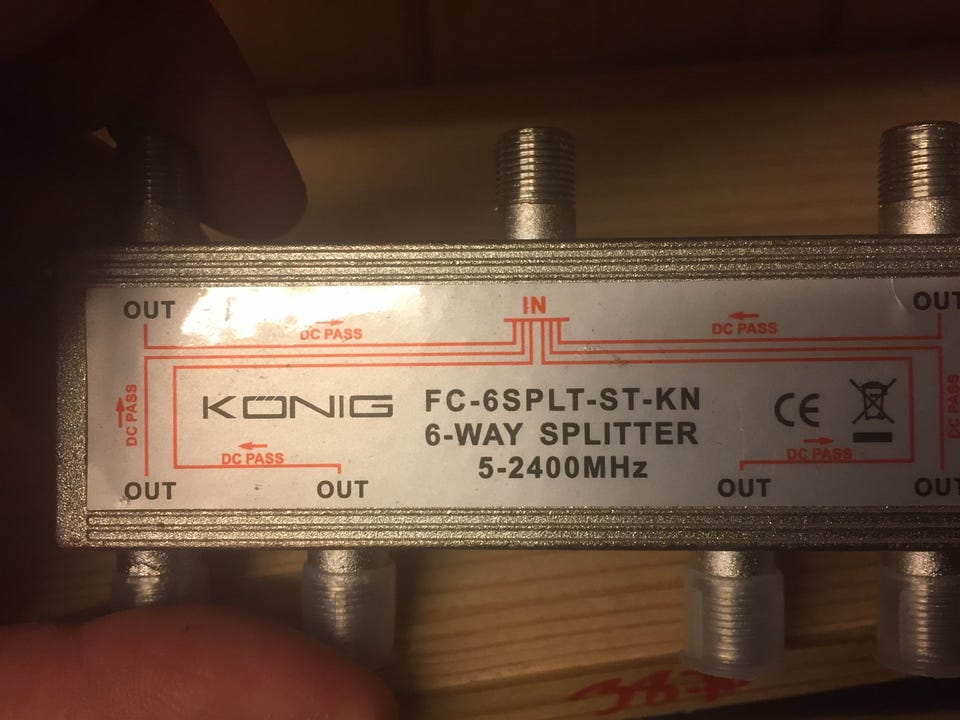 OUT
IN
OUT
DC PASS
DC PASS
DC PASS
KÖNIG
FC-6SPLT-ST-KN
6-WAY SPLITTER
5-2400MHz
CE
DC PASS
DC PASS
DC PASS
OUT
OUT
OUT
OUT